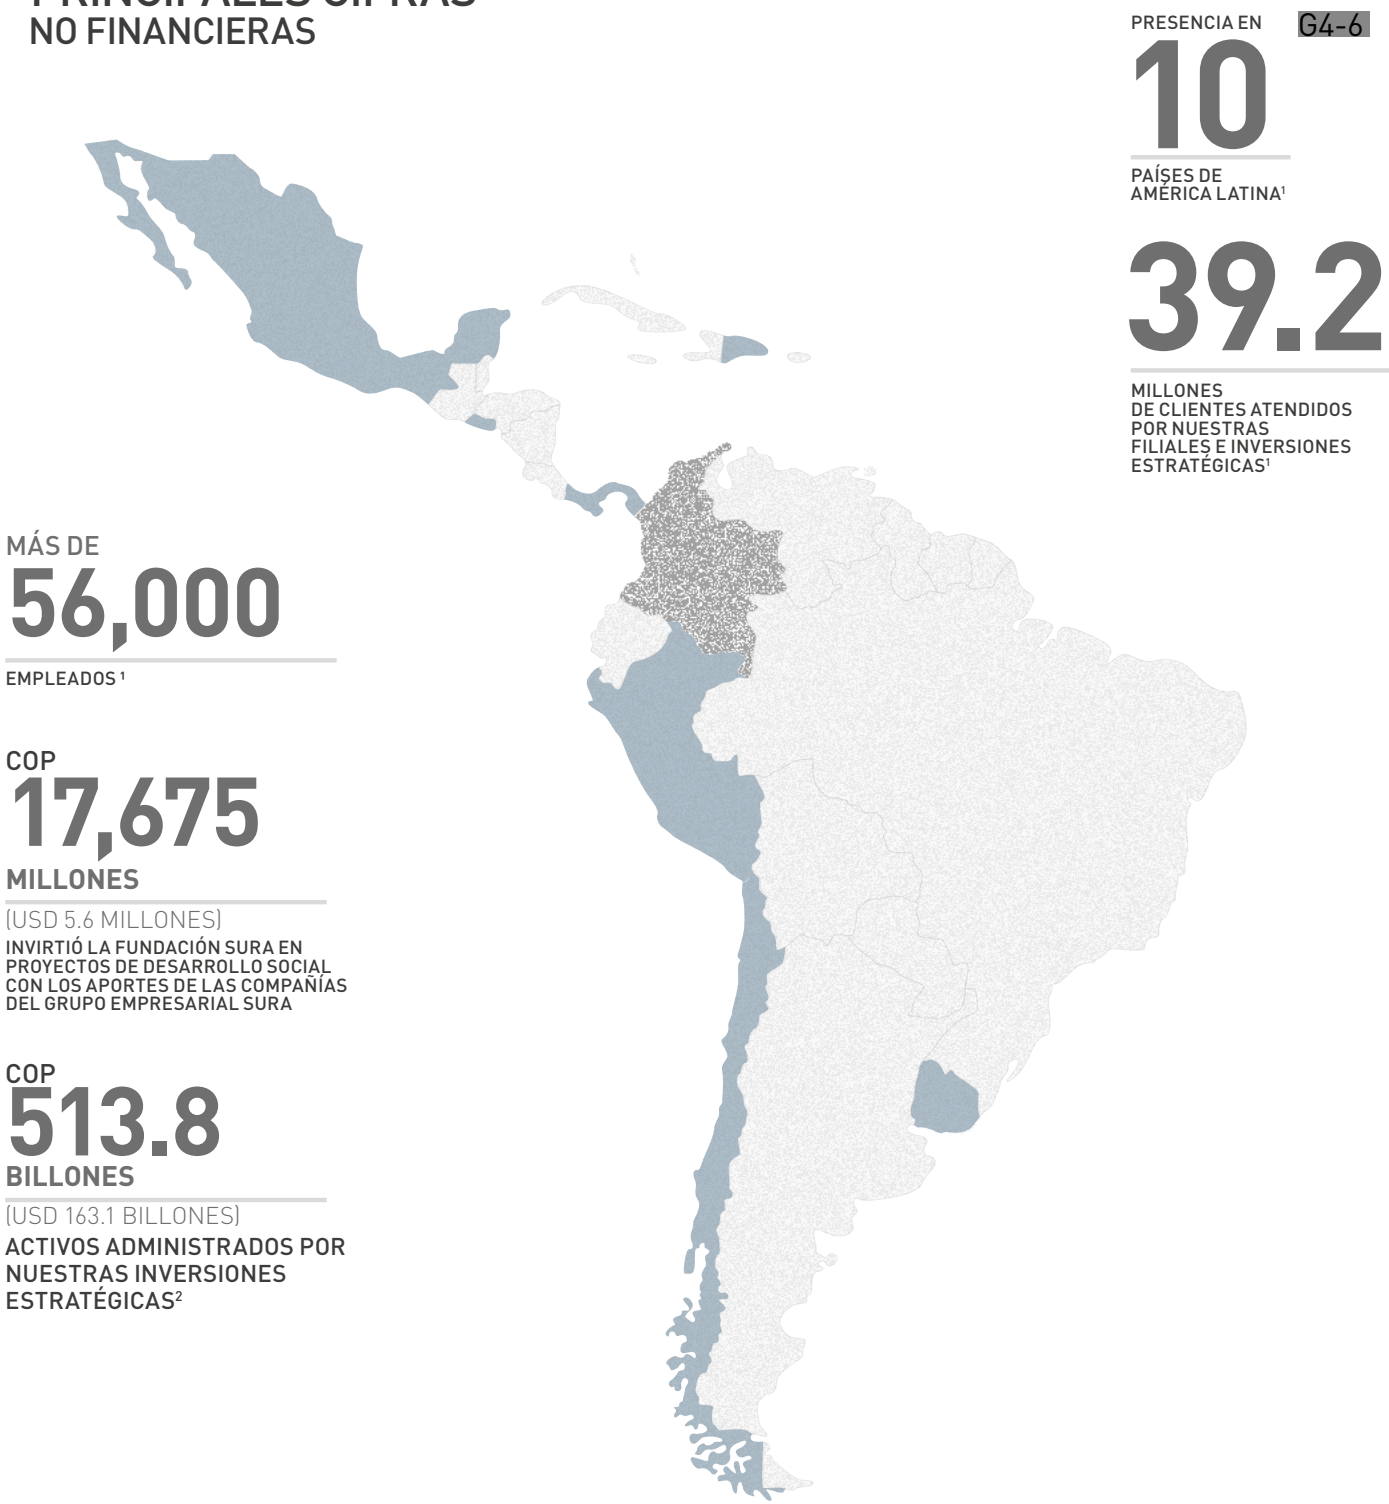 PRINCIPALES CIFRAS
NO FINANCIERAS
PRESENCIA EN
G4-6
10
PAÍSES DE
AMÉRICA LATINA¹
39.2
MILLONES
DE CLIENTES ATENDIDOS
POR NUESTRAS
FILIALES E INVERSIONES
ESTRATÉGICAS¹
MÁS DE
56,000
EMPLEADOS ¹
COP
17,675
MILLONES
(USD 5.6 MILLONES)
INVIRTIÓ LA FUNDACIÓN SURA EN
PROYECTOS DE DESARROLLO SOCIAL
CON LOS APORTES DE LAS COMPAÑÍAS
DEL GRUPO EMPRESARIAL SURA
COP
513.8
BILLONES
(USD 163.1 BILLONES)
ACTIVOS ADMINISTRADOS POR
NUESTRAS INVERSIONES
ESTRATÉGICAS²